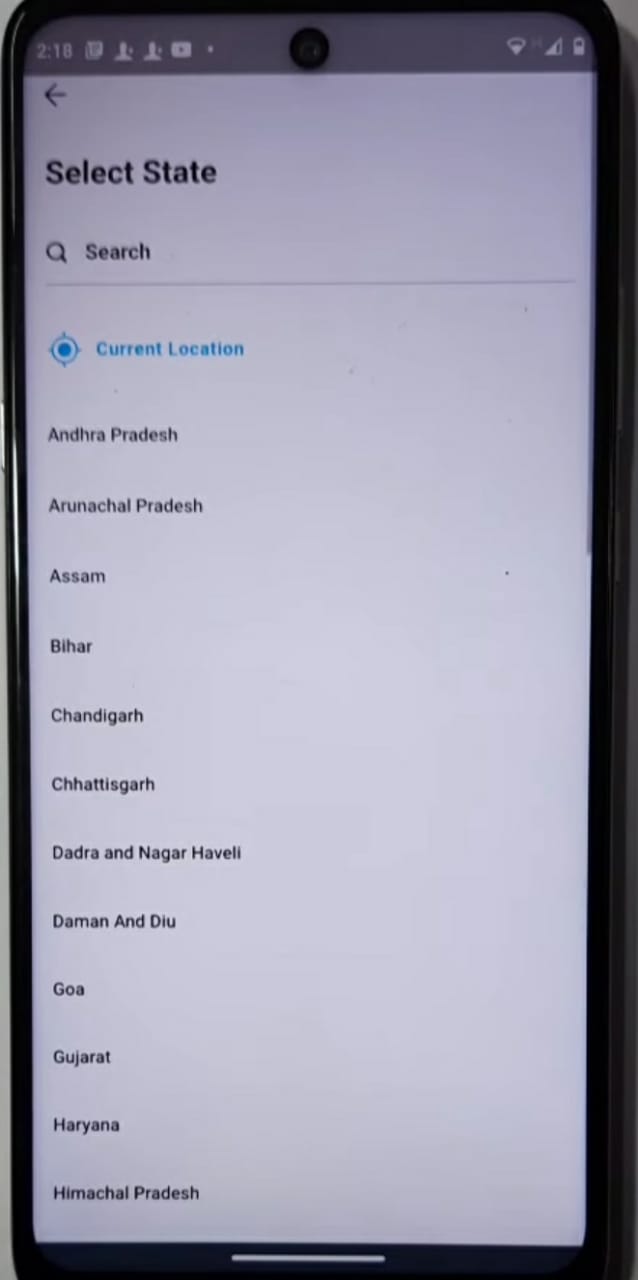 2:18
Select State
Search
Current Location
Andhra Pradesh
Arunachal Pradesh
Assam
Bihar
Chandigarh
Chhattisgarh
Dadra and Nagar Haveli
Daman And Diu
Goa
Gujarat
Haryana
Himachal Pradesh